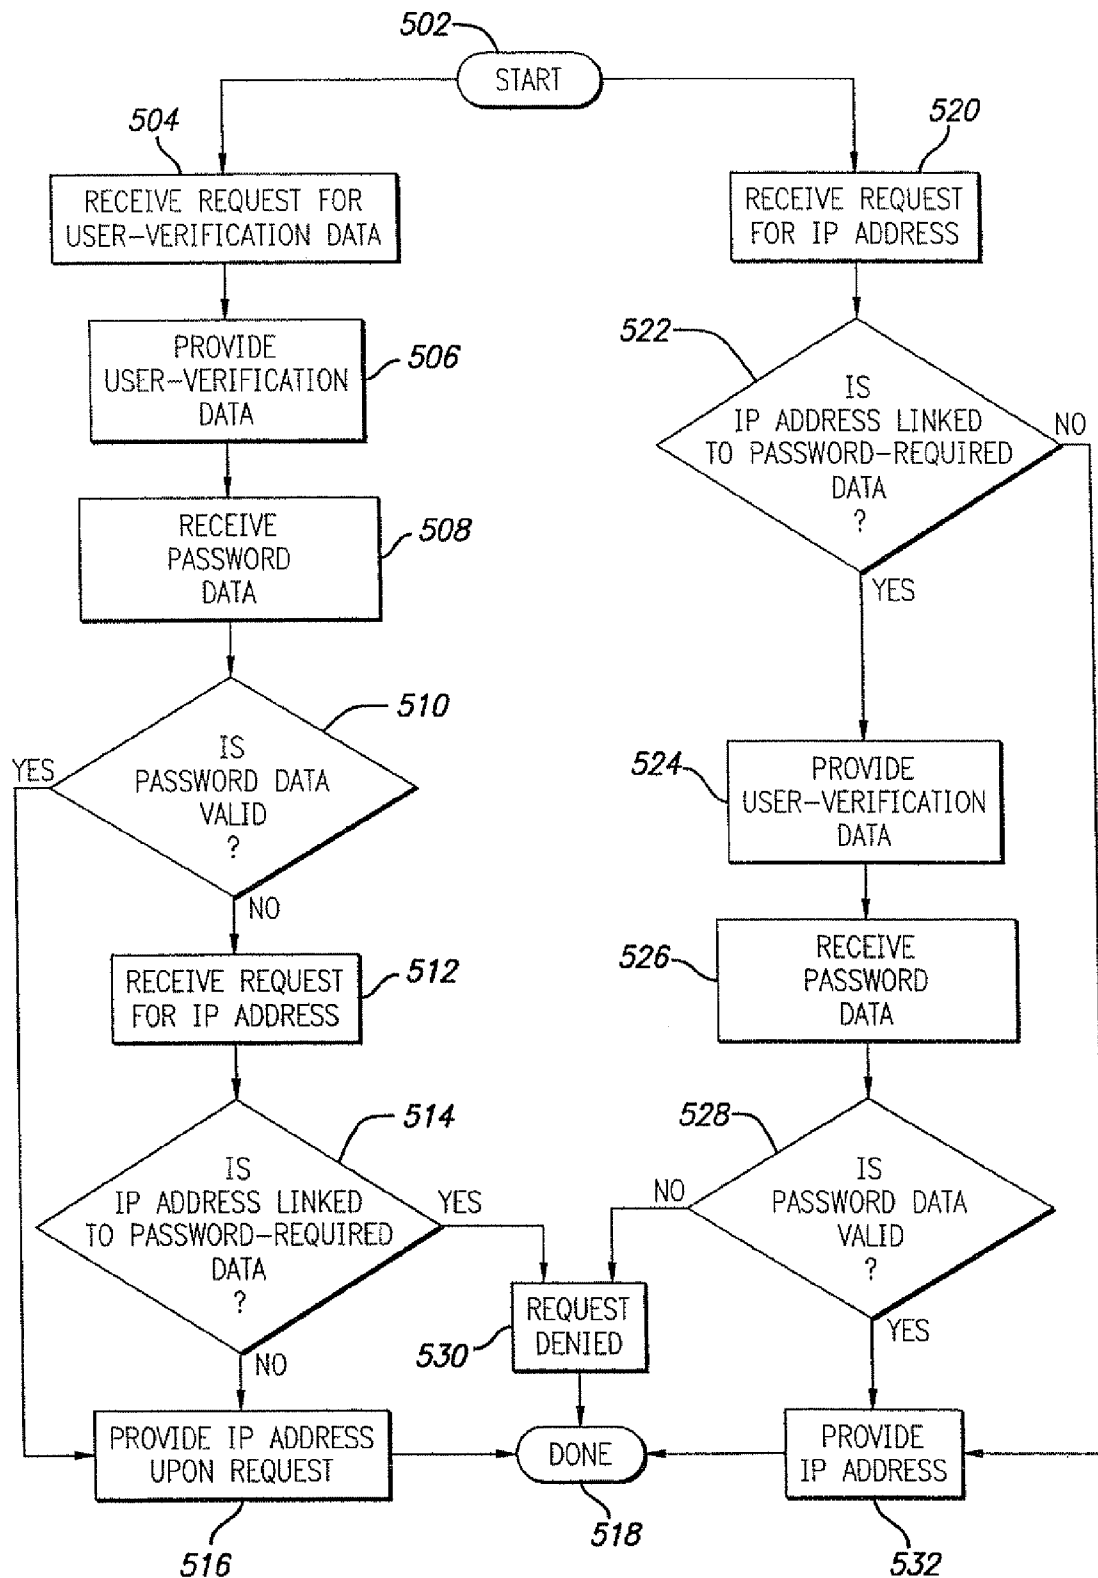 502
START
504
RECEIVE REQUEST FOR
USER-VERIFICATION DATA
506
PROVIDE
USER-VERIFICATION
DATA
508
RECEIVE
PASSWORD
DATA
510
IS
PASSWORD DATA
VALID
?
YES
NO
512
RECEIVE REQUEST
FOR IP ADDRESS
514
IS
IP ADDRESS LINKED
TO PASSWORD-REQUIRED
DATA
?
YES
NO
PROVIDE IP ADDRESS
UPON REQUEST
516
520
RECEIVE REQUEST
FOR IP ADDRESS
522
IS
IP ADDRESS LINKED
TO PASSWORD-REQUIRED
DATA
?
NO
YES
524
PROVIDE
USER-VERIFICATION
DATA
526
RECEIVE
PASSWORD
DATA
528
IS
PASSWORD DATA
VALID
?
NO
YES
REQUEST
DENIED
530
DONE
518
PROVIDE
IP ADDRESS
532